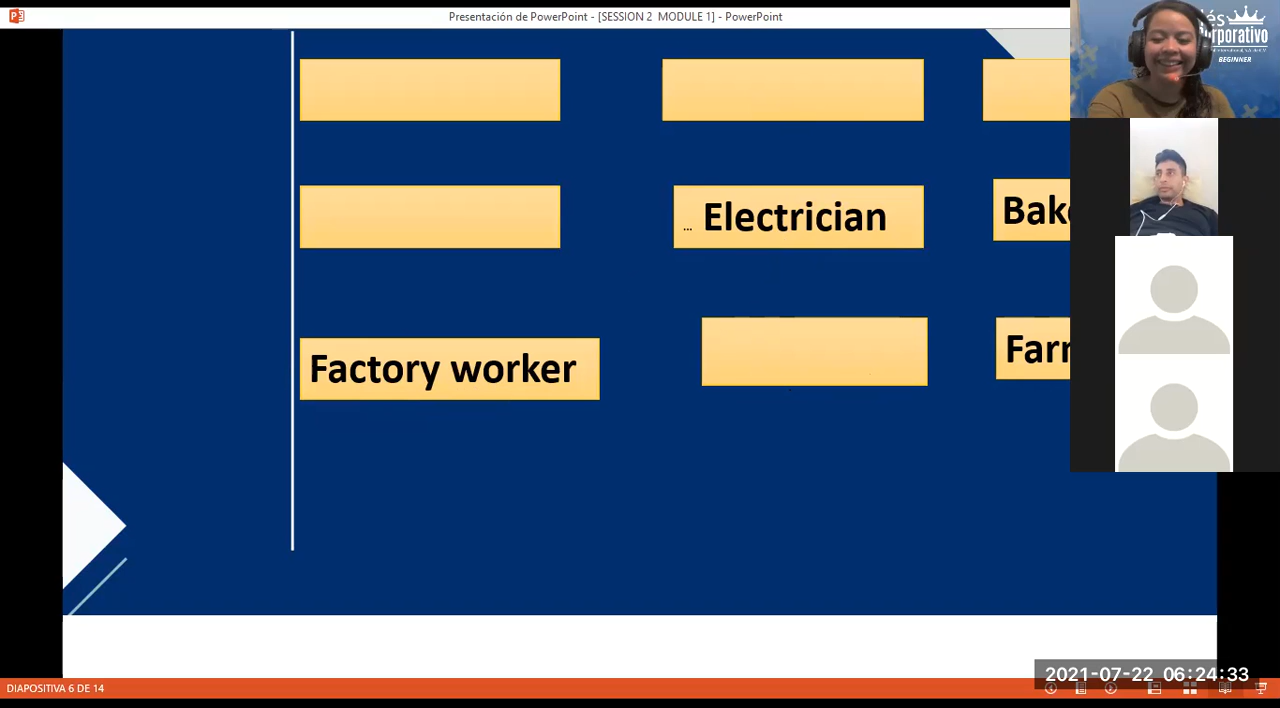 Presentación de PowerPoint - [SESSION 2 MODULE 1] - PowerPoint
BEGINNER
... Electrician
Factory worker
DIAPOSITIVA 6 DE 14
2021-07-22 06:24:33